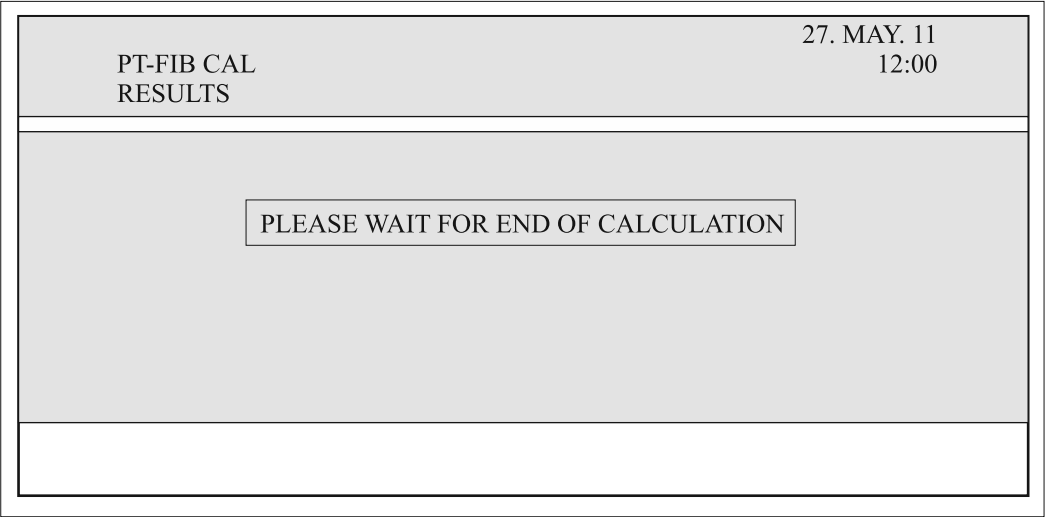 27. MAY. 11
PT-FIB CAL 12:00
RESULTS
PLEASE WAIT FOR END OF CALCULATION